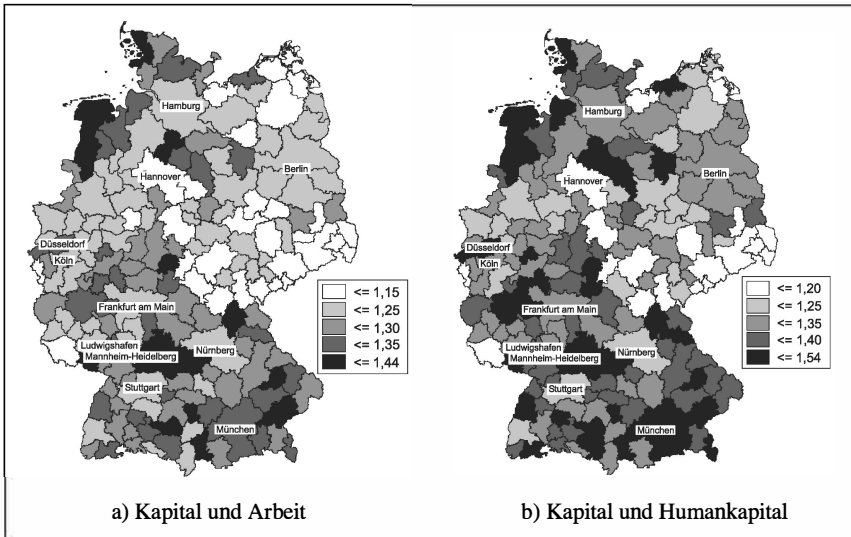 Hamburg
Berlin
Hannover
Düsseldorf
Köln
Frankfurt am Main
Ludwigshafen
Mannheim-Heidelberg
Nürnberg
Stuttgart
München
<= 1,15
<= 1,25
<= 1,30
<= 1,35
<= 1,44
a) Kapital und Arbeit
Hamburg
Berlin
Hannover
Düsseldorf
Köln
Frankfurt am Main
Ludwigshafen
Mannheim-Heidelberg
Nürnberg
Stuttgart
München
<= 1,20
<= 1,25
<= 1,35
<= 1,40
<= 1,54
b) Kapital und Humankapital